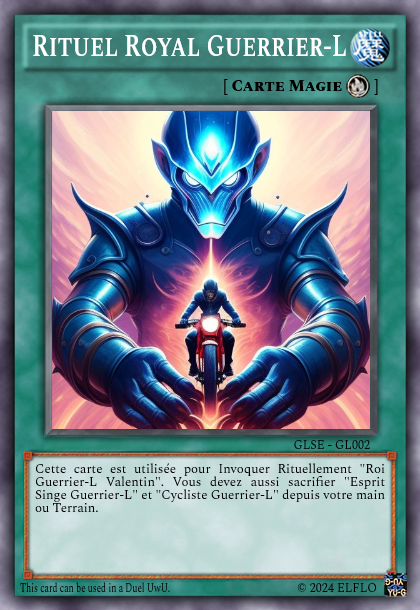 Rituel Royal Guerrier-L 魔
[ Carte Magie ]
GLSE - GL002
Cette carte est utilisée pour Invoquer Rituellement "Roi
Guerrier-L Valentin". Vous devez aussi sacrifier "Esprit
Singe Guerrier-L" et "Cycliste Guerrier-L" depuis votre main
ou Terrain.
This card can be used in a Duel UwU.
© 2024 ELFLO